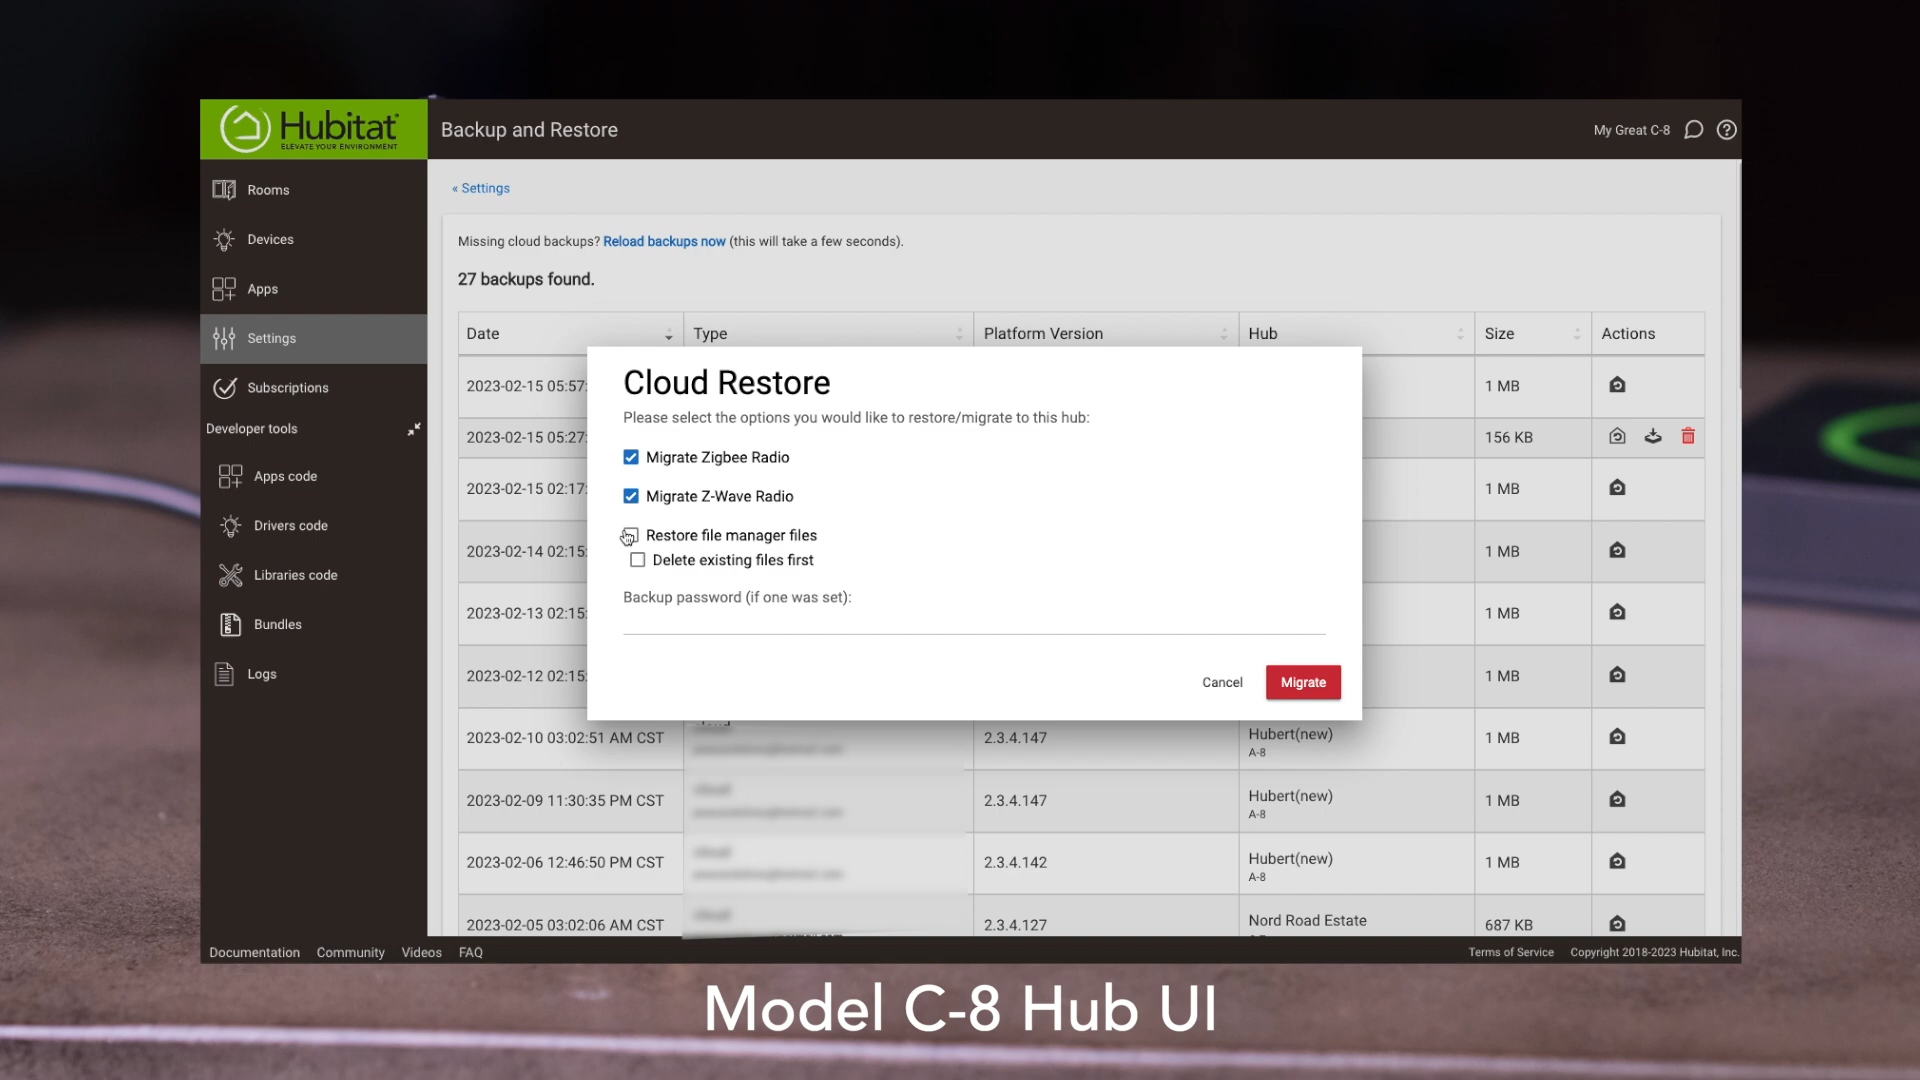 Hubitat
ELEVATE YOUR ENVIRONMENT
Backup and Restore
My Great C-8
Rooms
Devices
Apps
Settings
Subscriptions
Developer tools
Apps code
Drivers code
Libraries code
Bundles
Logs
« Settings
Missing cloud backups? Reload backups now (this will take a few seconds).
27 backups found.
Date Type Platform Version Hub Size Actions
2023-02-15 05:57: 1 MB
2023-02-15 05:27: 156 KB
2023-02-15 02:17: 1 MB
2023-02-14 02:15: 1 MB
2023-02-13 02:15: 1 MB
2023-02-12 02:15: 1 MB
Cloud Restore
Please select the options you would like to restore/migrate to this hub:
Migrate Zigbee Radio
Migrate Z-Wave Radio
Restore file manager files
Delete existing files first
Backup password (if one was set):
Cancel Migrate
2023-02-10 03:02:51 AM CST 2.3.4.147 Hubert(new) 1 MB
A-8
2023-02-09 11:30:35 PM CST 2.3.4.147 Hubert(new) 1 MB
A-8
2023-02-06 12:46:50 PM CST 2.3.4.142 Hubert(new) 1 MB
A-8
2023-02-05 03:02:06 AM CST 2.3.4.127 Nord Road Estate 687 KB
Documentation Community Videos FAQ
Terms of Service Copyright 2018-2023 Hubitat, Inc.
Model C-8 Hub UI